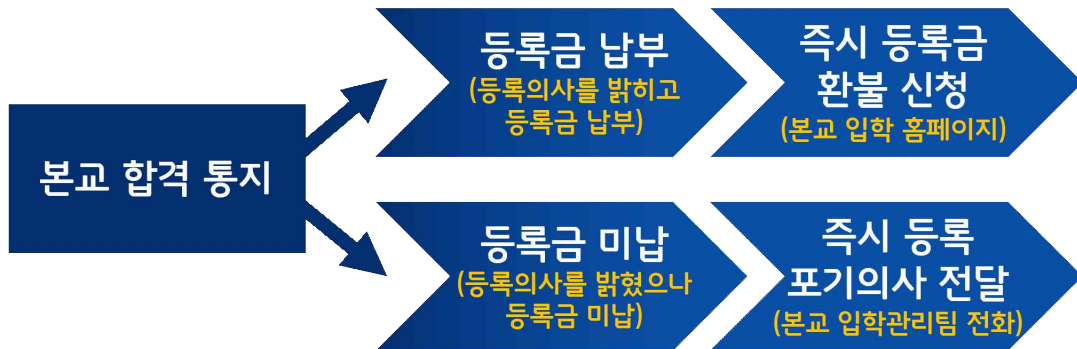 본교 합격 통지
등록금 납부
(등록의사를 밝히고
등록금 납부)
즉시 등록금
환불 신청
(본교 입학 홈페이지)
등록금 미납
(등록의사를 밝혔으나
등록금 미납)
즉시 등록
포기의사 전달
(본교 입학관리팀 전화)